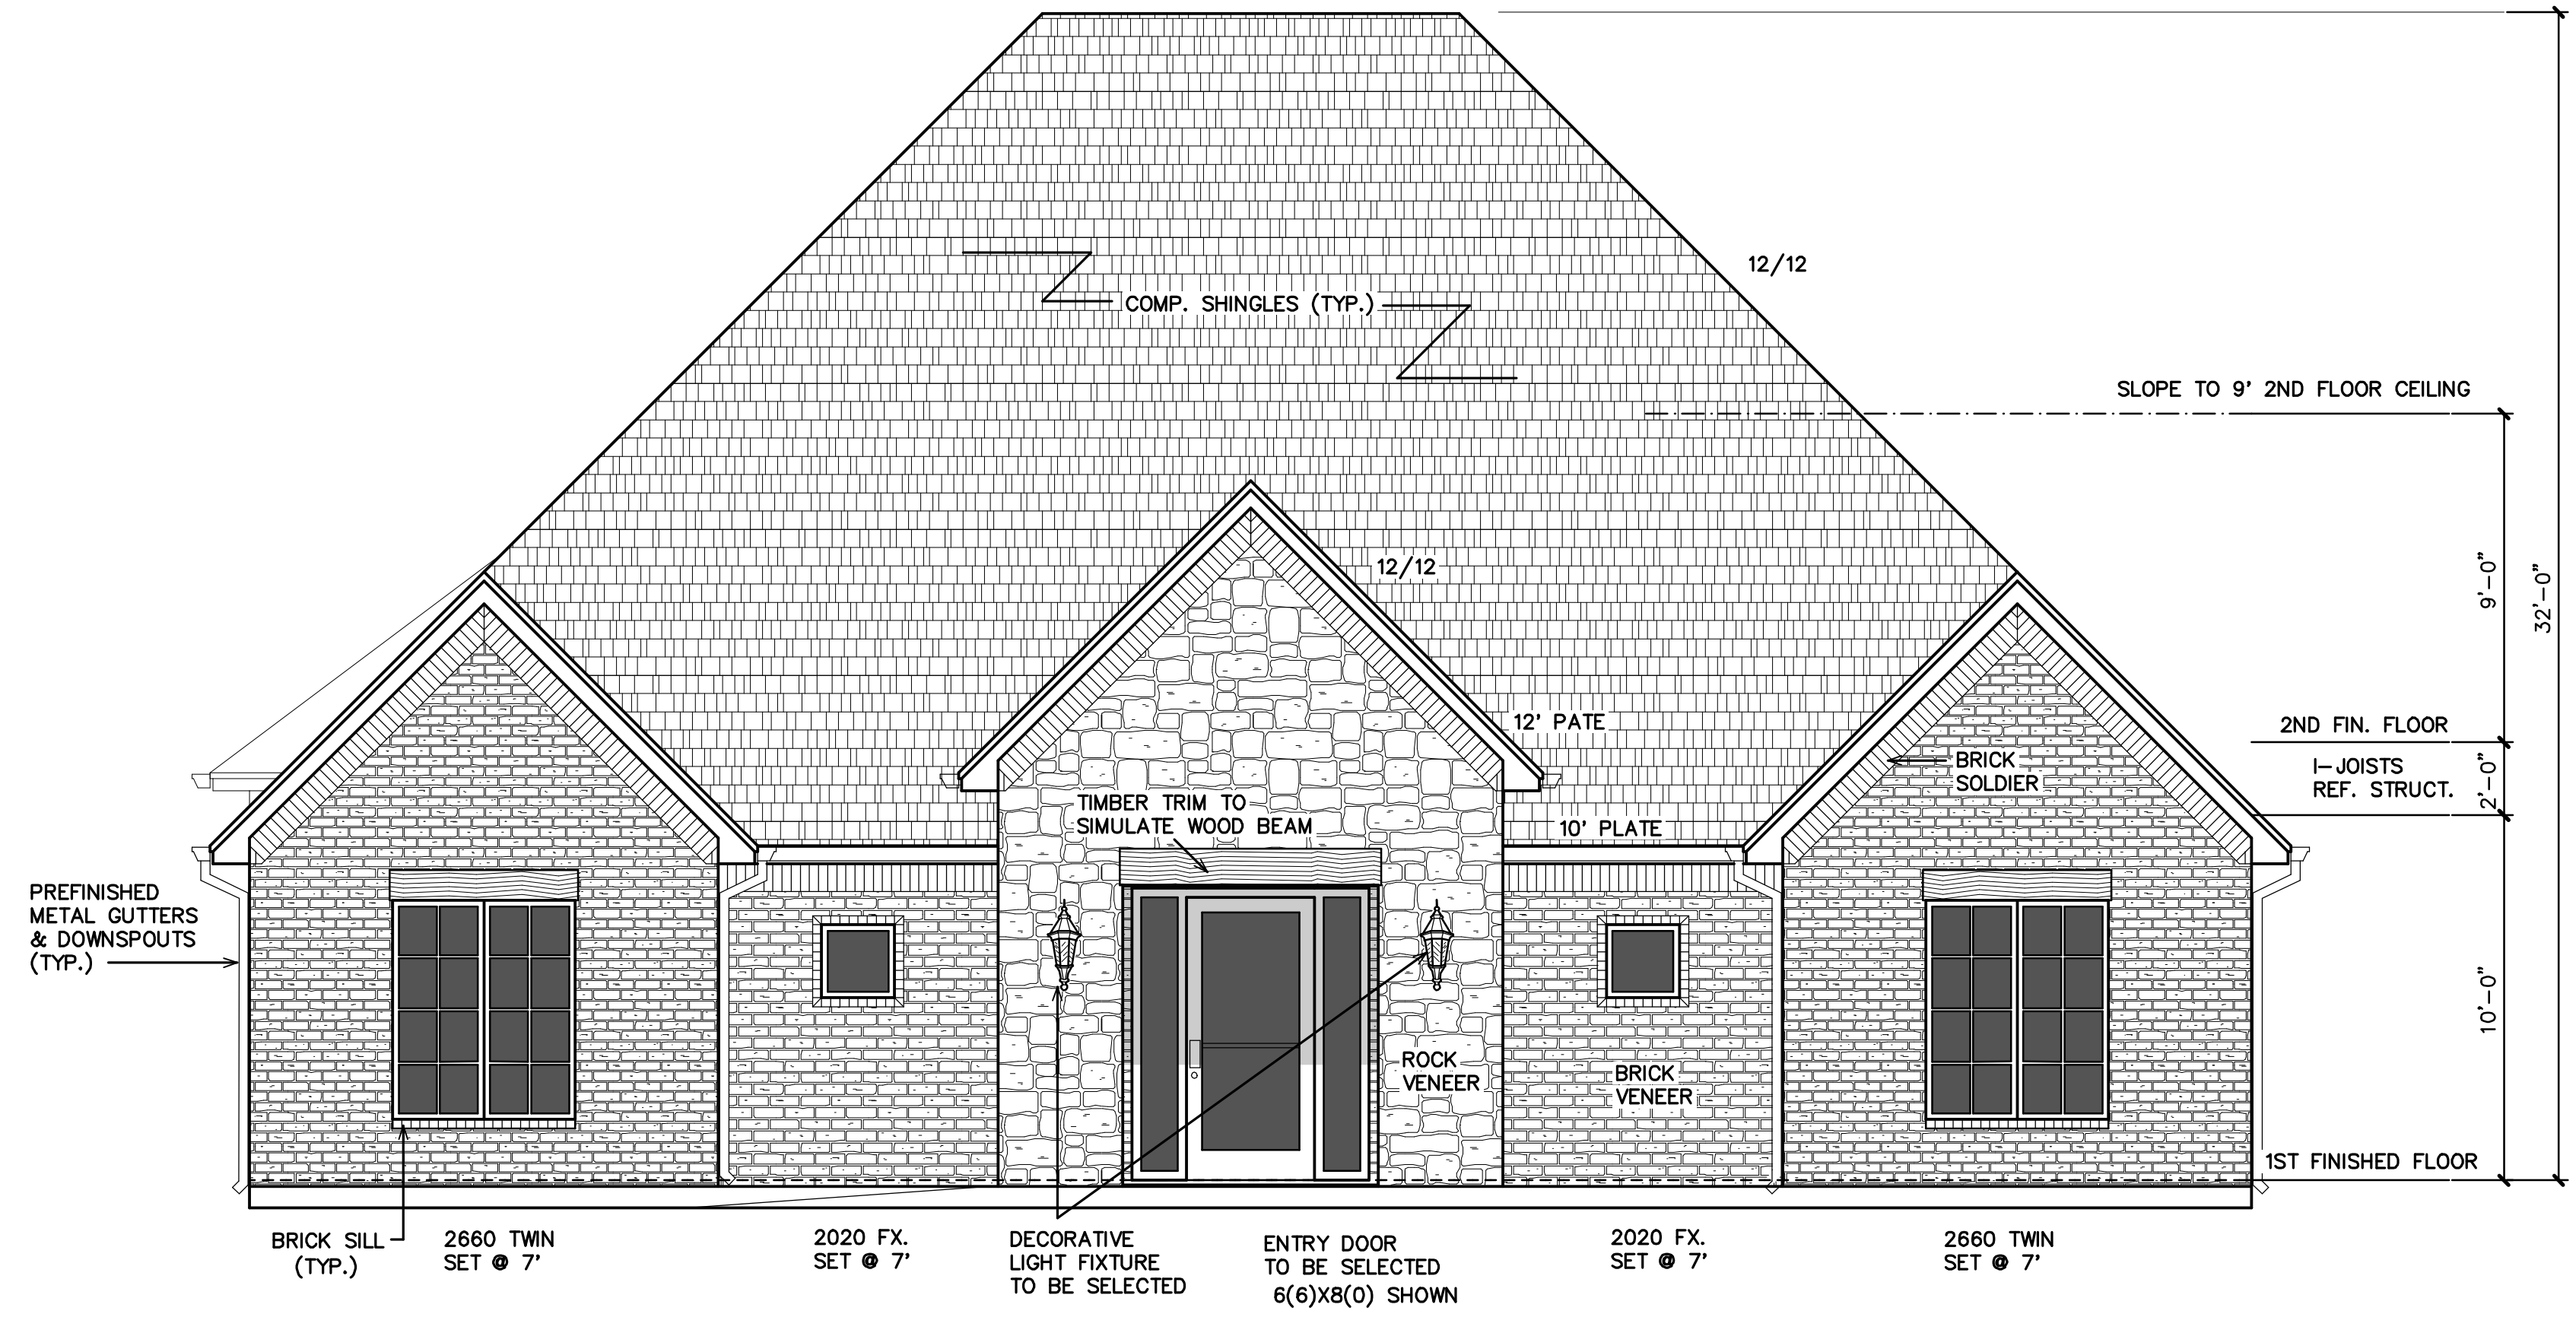 12/12
COMP. SHINGLES (TYP.)
SLOPE TO 9' 2ND FLOOR CEILING
12/12
9'-0"
32'-0"
12' PATE
2ND FIN. FLOOR
BRICK
SOLDIER
I-JOISTS
REF. STRUCT.
2'-0"
TIMBER TRIM TO
SIMULATE WOOD BEAM
10' PLATE
PREFINISHED
METAL GUTTERS
& DOWNSPOUTS
(TYP.)
10'-0"
ROCK
VENEER
BRICK
VENEER
1ST FINISHED FLOOR
BRICK SILL
(TYP.)
2660 TWIN
SET @ 7'
2020 FX.
SET @ 7'
DECORATIVE
LIGHT FIXTURE
TO BE SELECTED
ENTRY DOOR
TO BE SELECTED
6(6)X8(0) SHOWN
2020 FX.
SET @ 7'
2660 TWIN
SET @ 7'